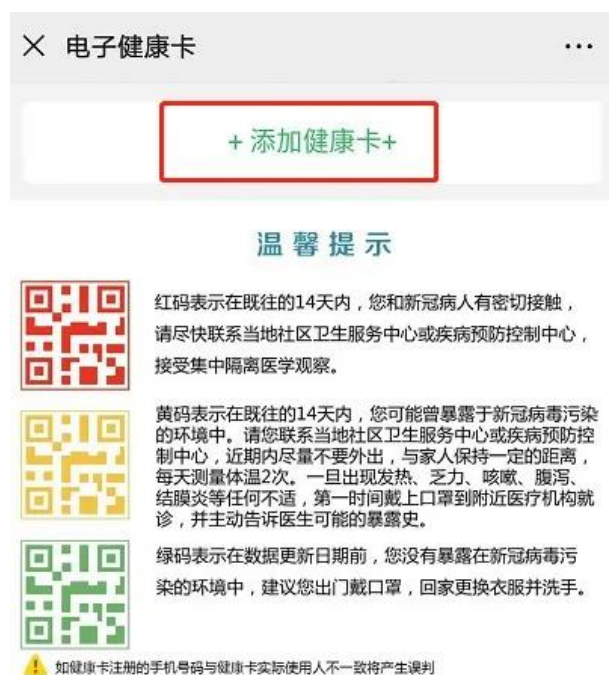 电子健康卡
+ 添加健康卡+
温馨提示
红码表示在既往的14天内，您和新冠病人有密切接触，
请尽快联系当地社区卫生服务中心或疾病预防控制中心，
接受集中隔离医学观察。
黄码表示在既往的14天内，您可能曾暴露于新冠病毒污染
的环境中。请您联系当地社区卫生服务中心或疾病预防控
制中心，近期内尽量不要外出，与家人保持一定的距离，
每天测量体温2次。一旦出现发热、乏力、咳嗽、腹泻、
结膜炎等任何不适，第一时间戴上口罩到附近医疗机构就
诊，并主动告诉医生可能的暴露史。
绿码表示在数据更新日期前，您没有暴露在新冠病毒污
染的环境中，建议您出门戴口罩，回家更换衣服并洗手。
如健康卡注册的手机号码与健康卡实际使用人不一致将产生误判